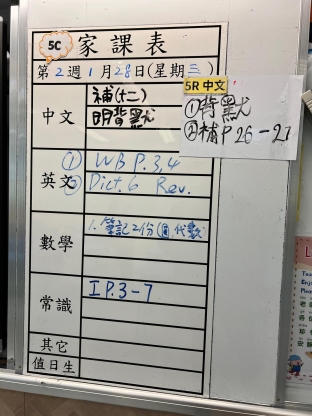 5C 家課表
第2週1月28日(星期三)
中文 補(十二)
明背默
5R 中文
①背默
②補P26-27
英文 ① WB P.3,4
② Dict.6 Rev.
數學 1.筆記2份(圓,代數)
常識 I P.3-7
其它
值日生